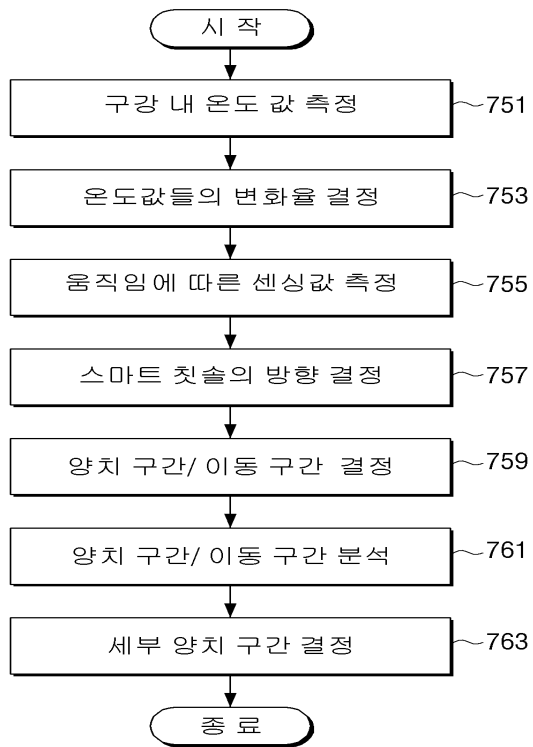 시 작
구강 내 온도 값 측정 751
온도값들의 변화율 결정 753
움직임에 따른 센싱값 측정 755
스마트 칫솔의 방향 결정 757
양치 구간/ 이동 구간 결정 759
양치 구간/ 이동 구간 분석 761
세부 양치 구간 결정 763
종 료